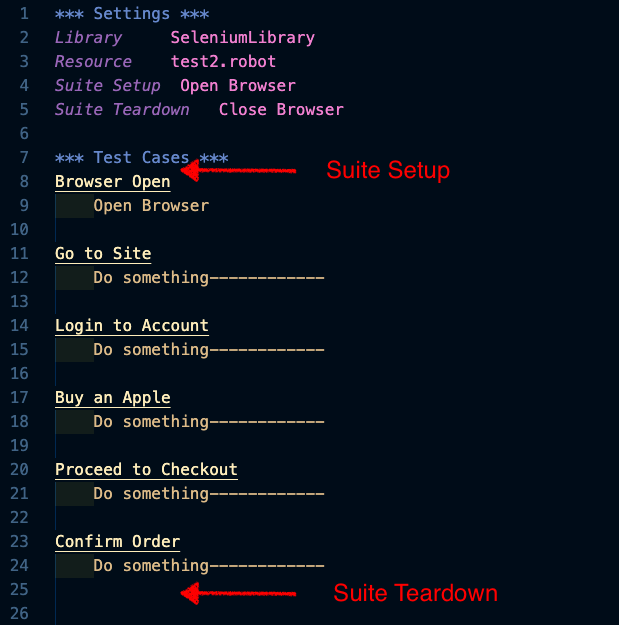 1 *** Settings ***
2 Library SeleniumLibrary
3 Resource test2.robot
4 Suite Setup Open Browser
5 Suite Teardown Close Browser
6
7 *** Test Cases ***
Suite Setup
8 Browser Open
9 Open Browser
10
11 Go to Site
12 Do something------------
13
14 Login to Account
15 Do something------------
16
17 Buy an Apple
18 Do something------------
19
20 Proceed to Checkout
21 Do something------------
22
23 Confirm Order
24 Do something------------
25 Suite Teardown
26